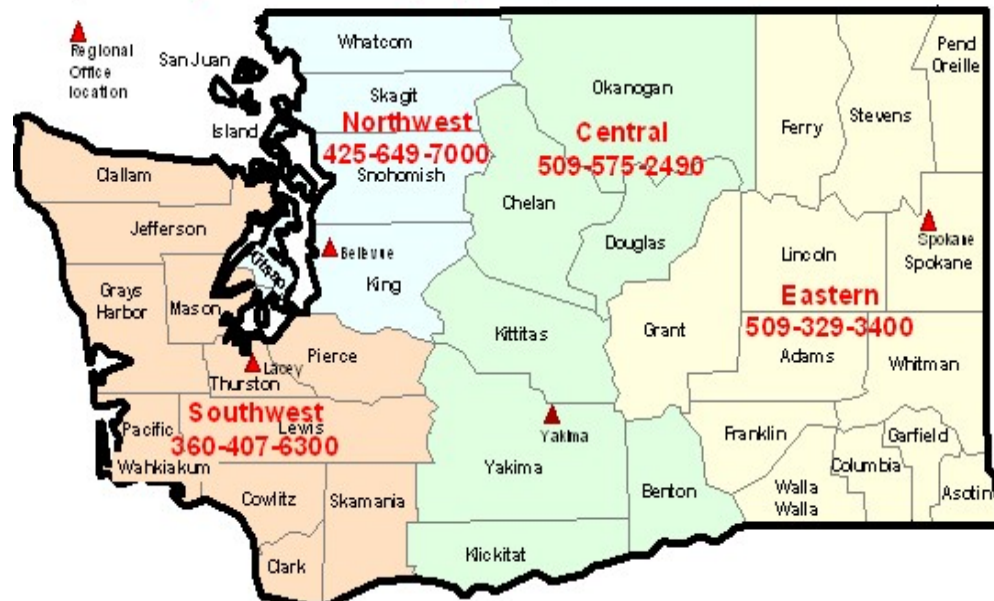 Regional
Office
location
San Juan
Island
Whatcom
Skagit
Northwest
425-649-7000
Snohomish
Bellevue
King
Kitsap
Okanogan
Central
509-575-2490
Chelan
Douglas
Kittitas
Yakima
Yakima
Benton
Klickitat
Ferry
Stevens
Pend
Oreille
Lincoln
Spokane
Spokane
Eastern
509-329-3400
Grant
Adams
Whitman
Franklin
Walla
Walla
Columbia
Garfield
Asotin
Clallam
Jefferson
Grays
Harbor
Mason
Thurston
Lacey
Pierce
Southwest
360-407-6300
Lewis
Pacific
Wahkiakum
Cowlitz
Skamania
Clark